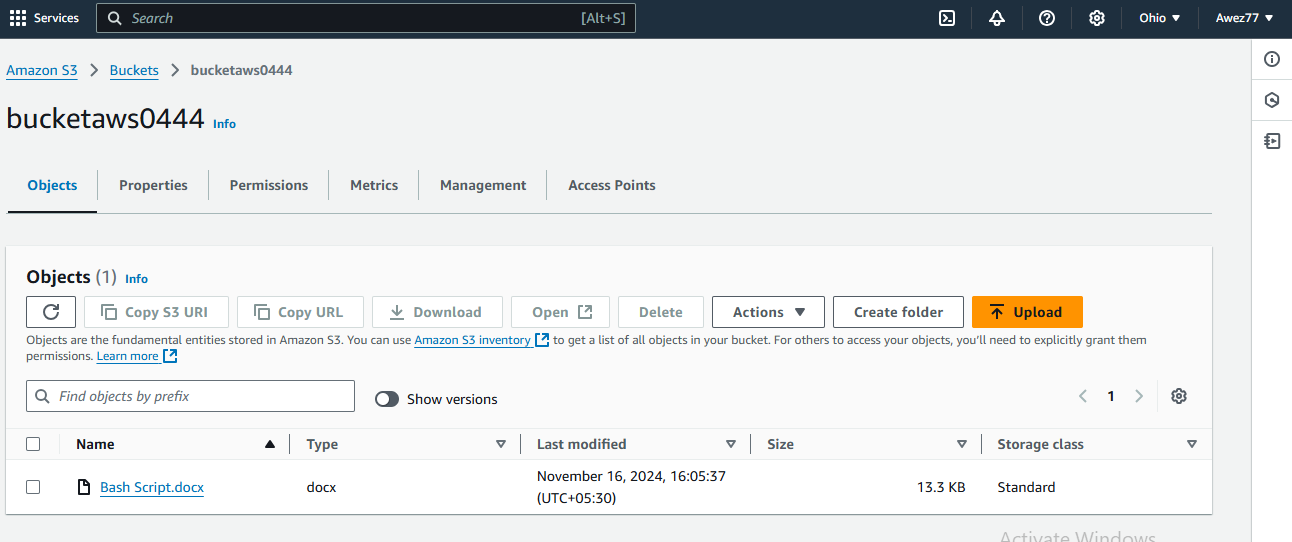 Services Search [Alt+S] Ohio Awez77
Amazon S3 Buckets bucketaws0444
bucketaws0444 Info
Objects Properties Permissions Metrics Management Access Points
Objects (1) Info
Copy S3 URI Copy URL Download Open Delete Actions Create folder Upload
Objects are the fundamental entities stored in Amazon S3. You can use Amazon S3 inventory to get a list of all objects in your bucket. For others to access your objects, you'll need to explicitly grant them
permissions. Learn more
Find objects by prefix Show versions 1
Name Type Last modified Size Storage class
Bash Script.docx docx November 16, 2024, 16:05:37 13.3 KB Standard
(UTC+05:30)
Activate Windows